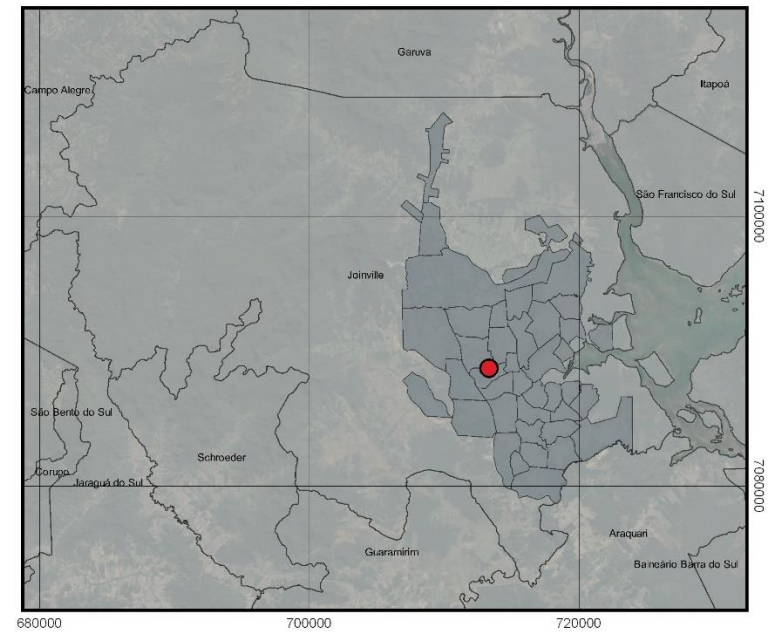 Garuva
Campo Alegre
Itapoá
São Francisco do Sul
7100000
Joinville
São Bento do Sul
Schroeder
Corupá
Jaraguá do Sul
7080000
Araquari
Guaramirim
Balneário Barra do Sul
680000
700000
720000